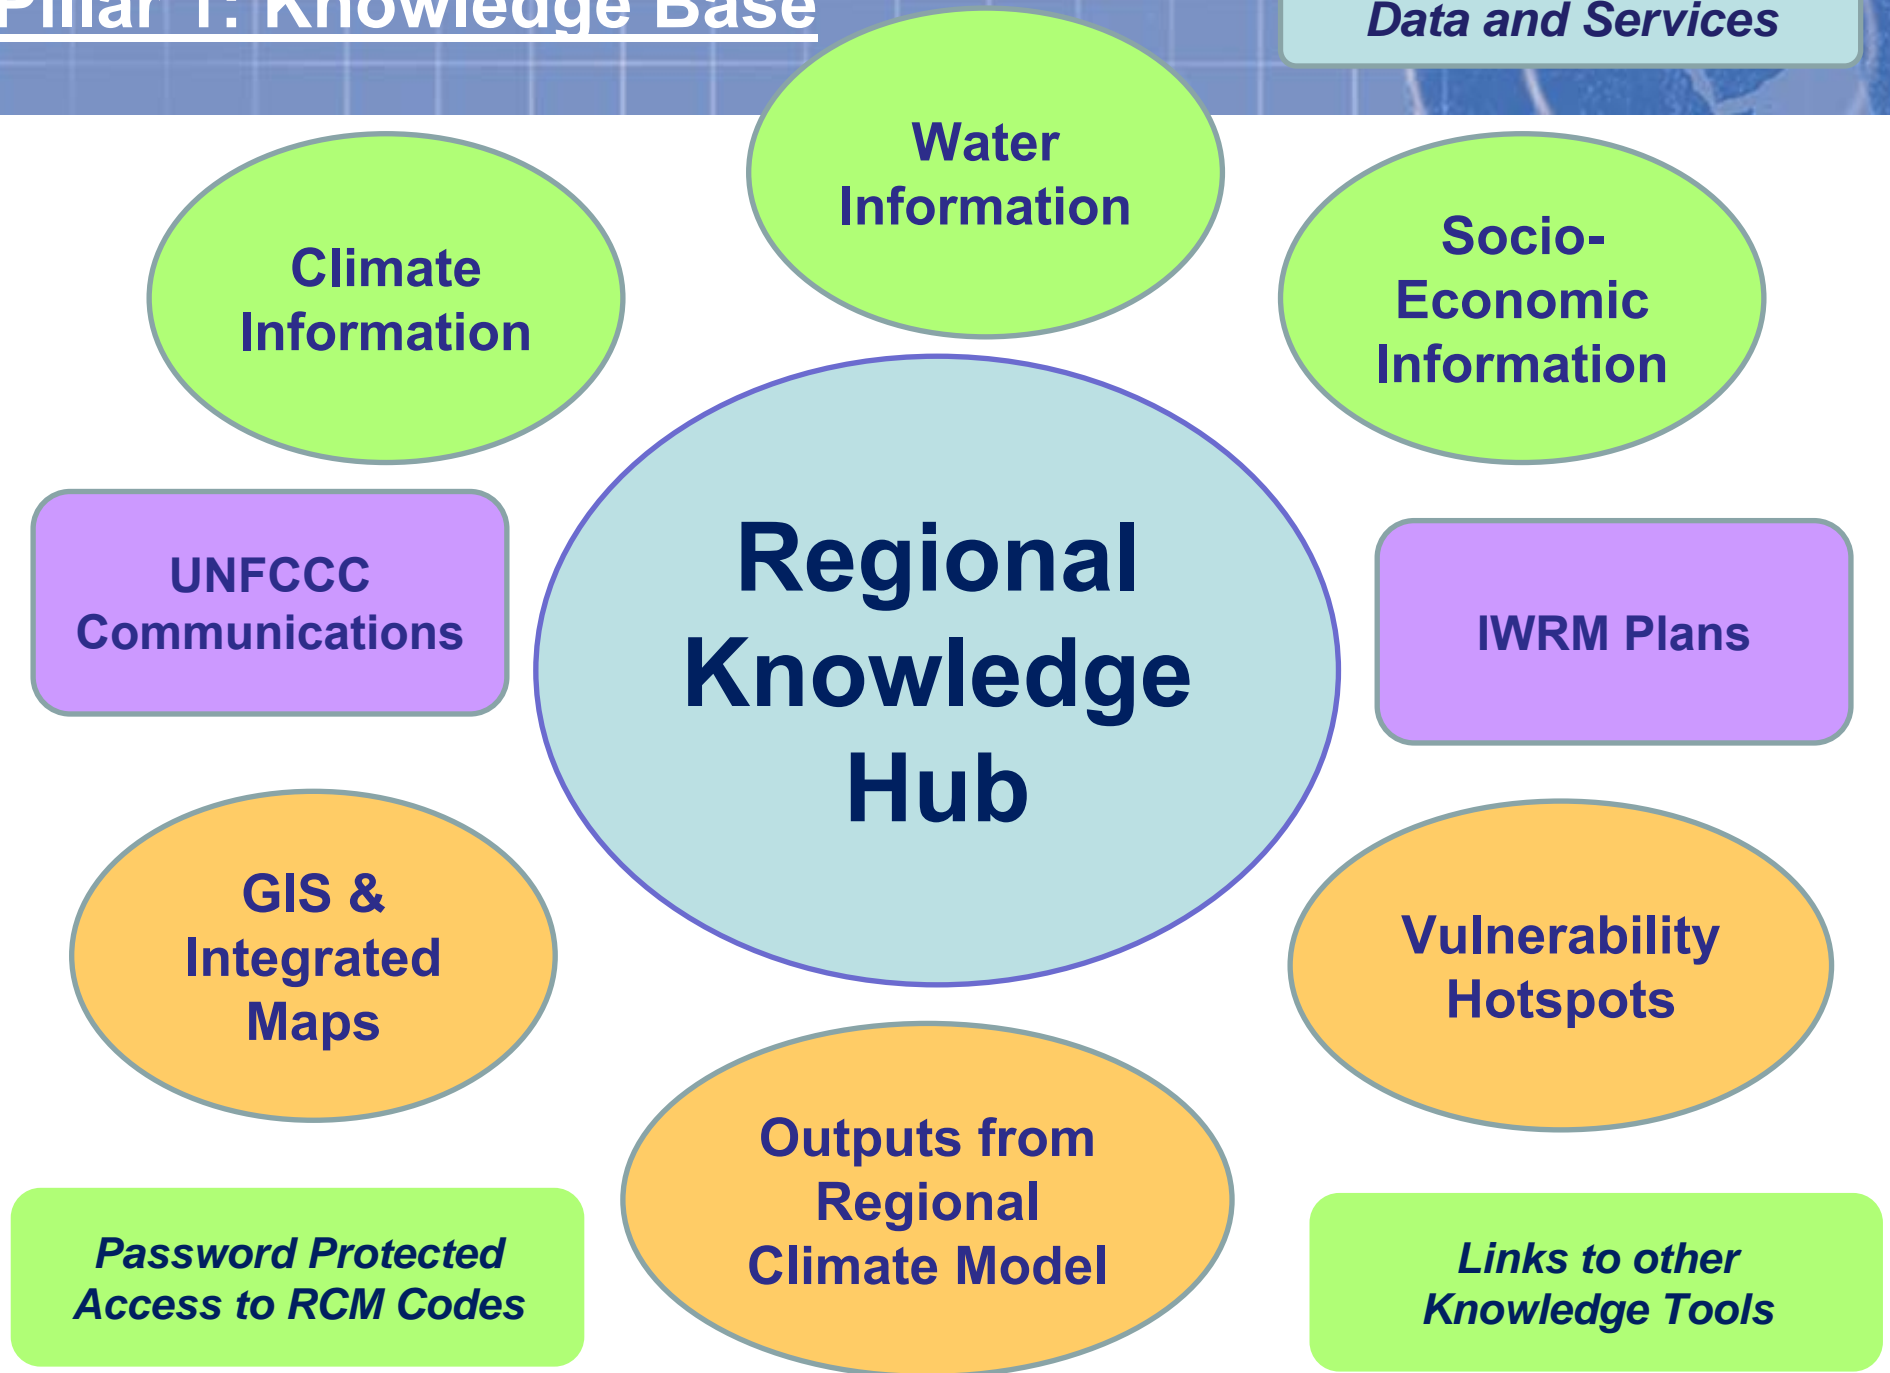 Pillar 1: Knowledge Base
Data and Services
Water
Information
Climate
Information
Socio-
Economic
Information
Regional
Knowledge
Hub
UNFCCC
Communications
IWRM Plans
GIS &
Integrated
Maps
Vulnerability
Hotspots
Outputs from
Regional
Climate Model
Password Protected
Access to RCM Codes
Links to other
Knowledge Tools